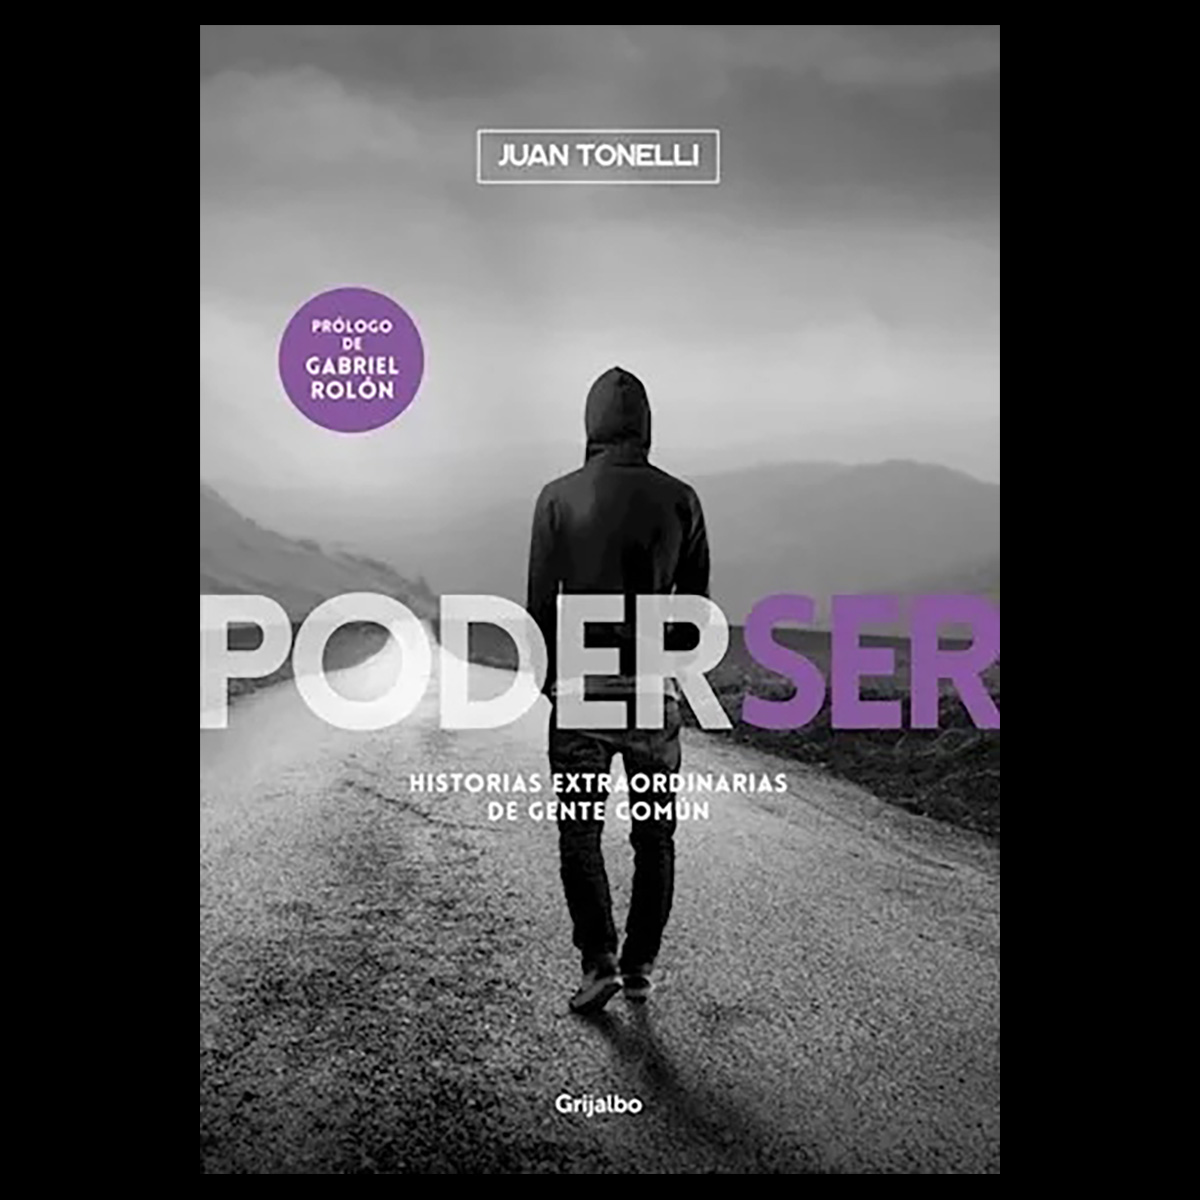 JUAN TONELLI
PRÓLOGO
DE
GABRIEL
ROLÓN
PODERSER
HISTORIAS EXTRAORDINARIAS
DE GENTE COMÚN
Grijalbo